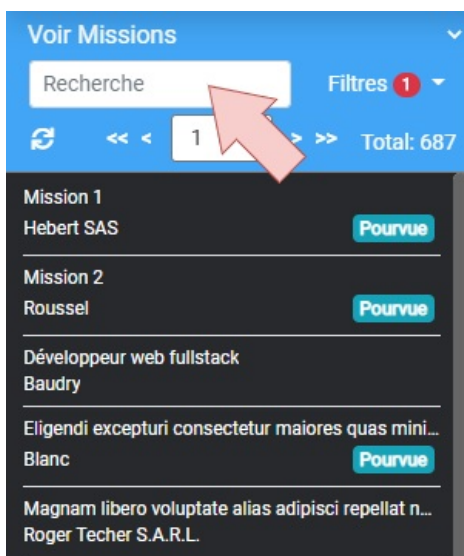 Voir Missions
Recherche
Filtres 1
<< < 1 > >> Total: 687
Mission 1
Hebert SAS Pourvue
Mission 2
Roussel Pourvue
Développeur web fullstack
Baudry
Eligendi excepturi consectetur maiores quas mini...
Blanc Pourvue
Magnam libero voluptate alias adipisci repellat n...
Roger Techer S.A.R.L.